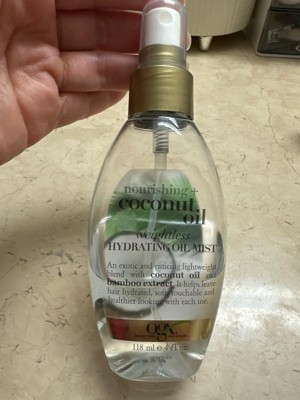 nourishing +
coconut
oil
weightless
HYDRATING OIL MIST
An exotic and enticing lightweight
blend with coconut oil and
bamboo extract. It helps leave
hair hydrated, soft, touchable and
healthier looking with each use.
ogx
118 ml e 4 fl oz